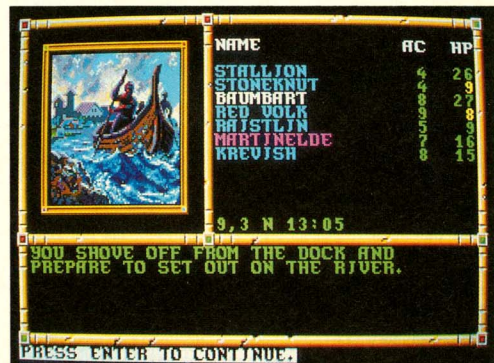 NAME AC HP
STALLION 4 26
STONEKNUT 4 9
BAUMBART 8 27
RED VOLK 9 8
RAISTLIN 5 9
MARTINELDE 7 16
KREVISH 8 15
9,3 N 13:05
YOU SHOVE OFF FROM THE DOCK AND
PREPARE TO SET OUT ON THE RIVER.
PRESS ENTER TO CONTINUE.